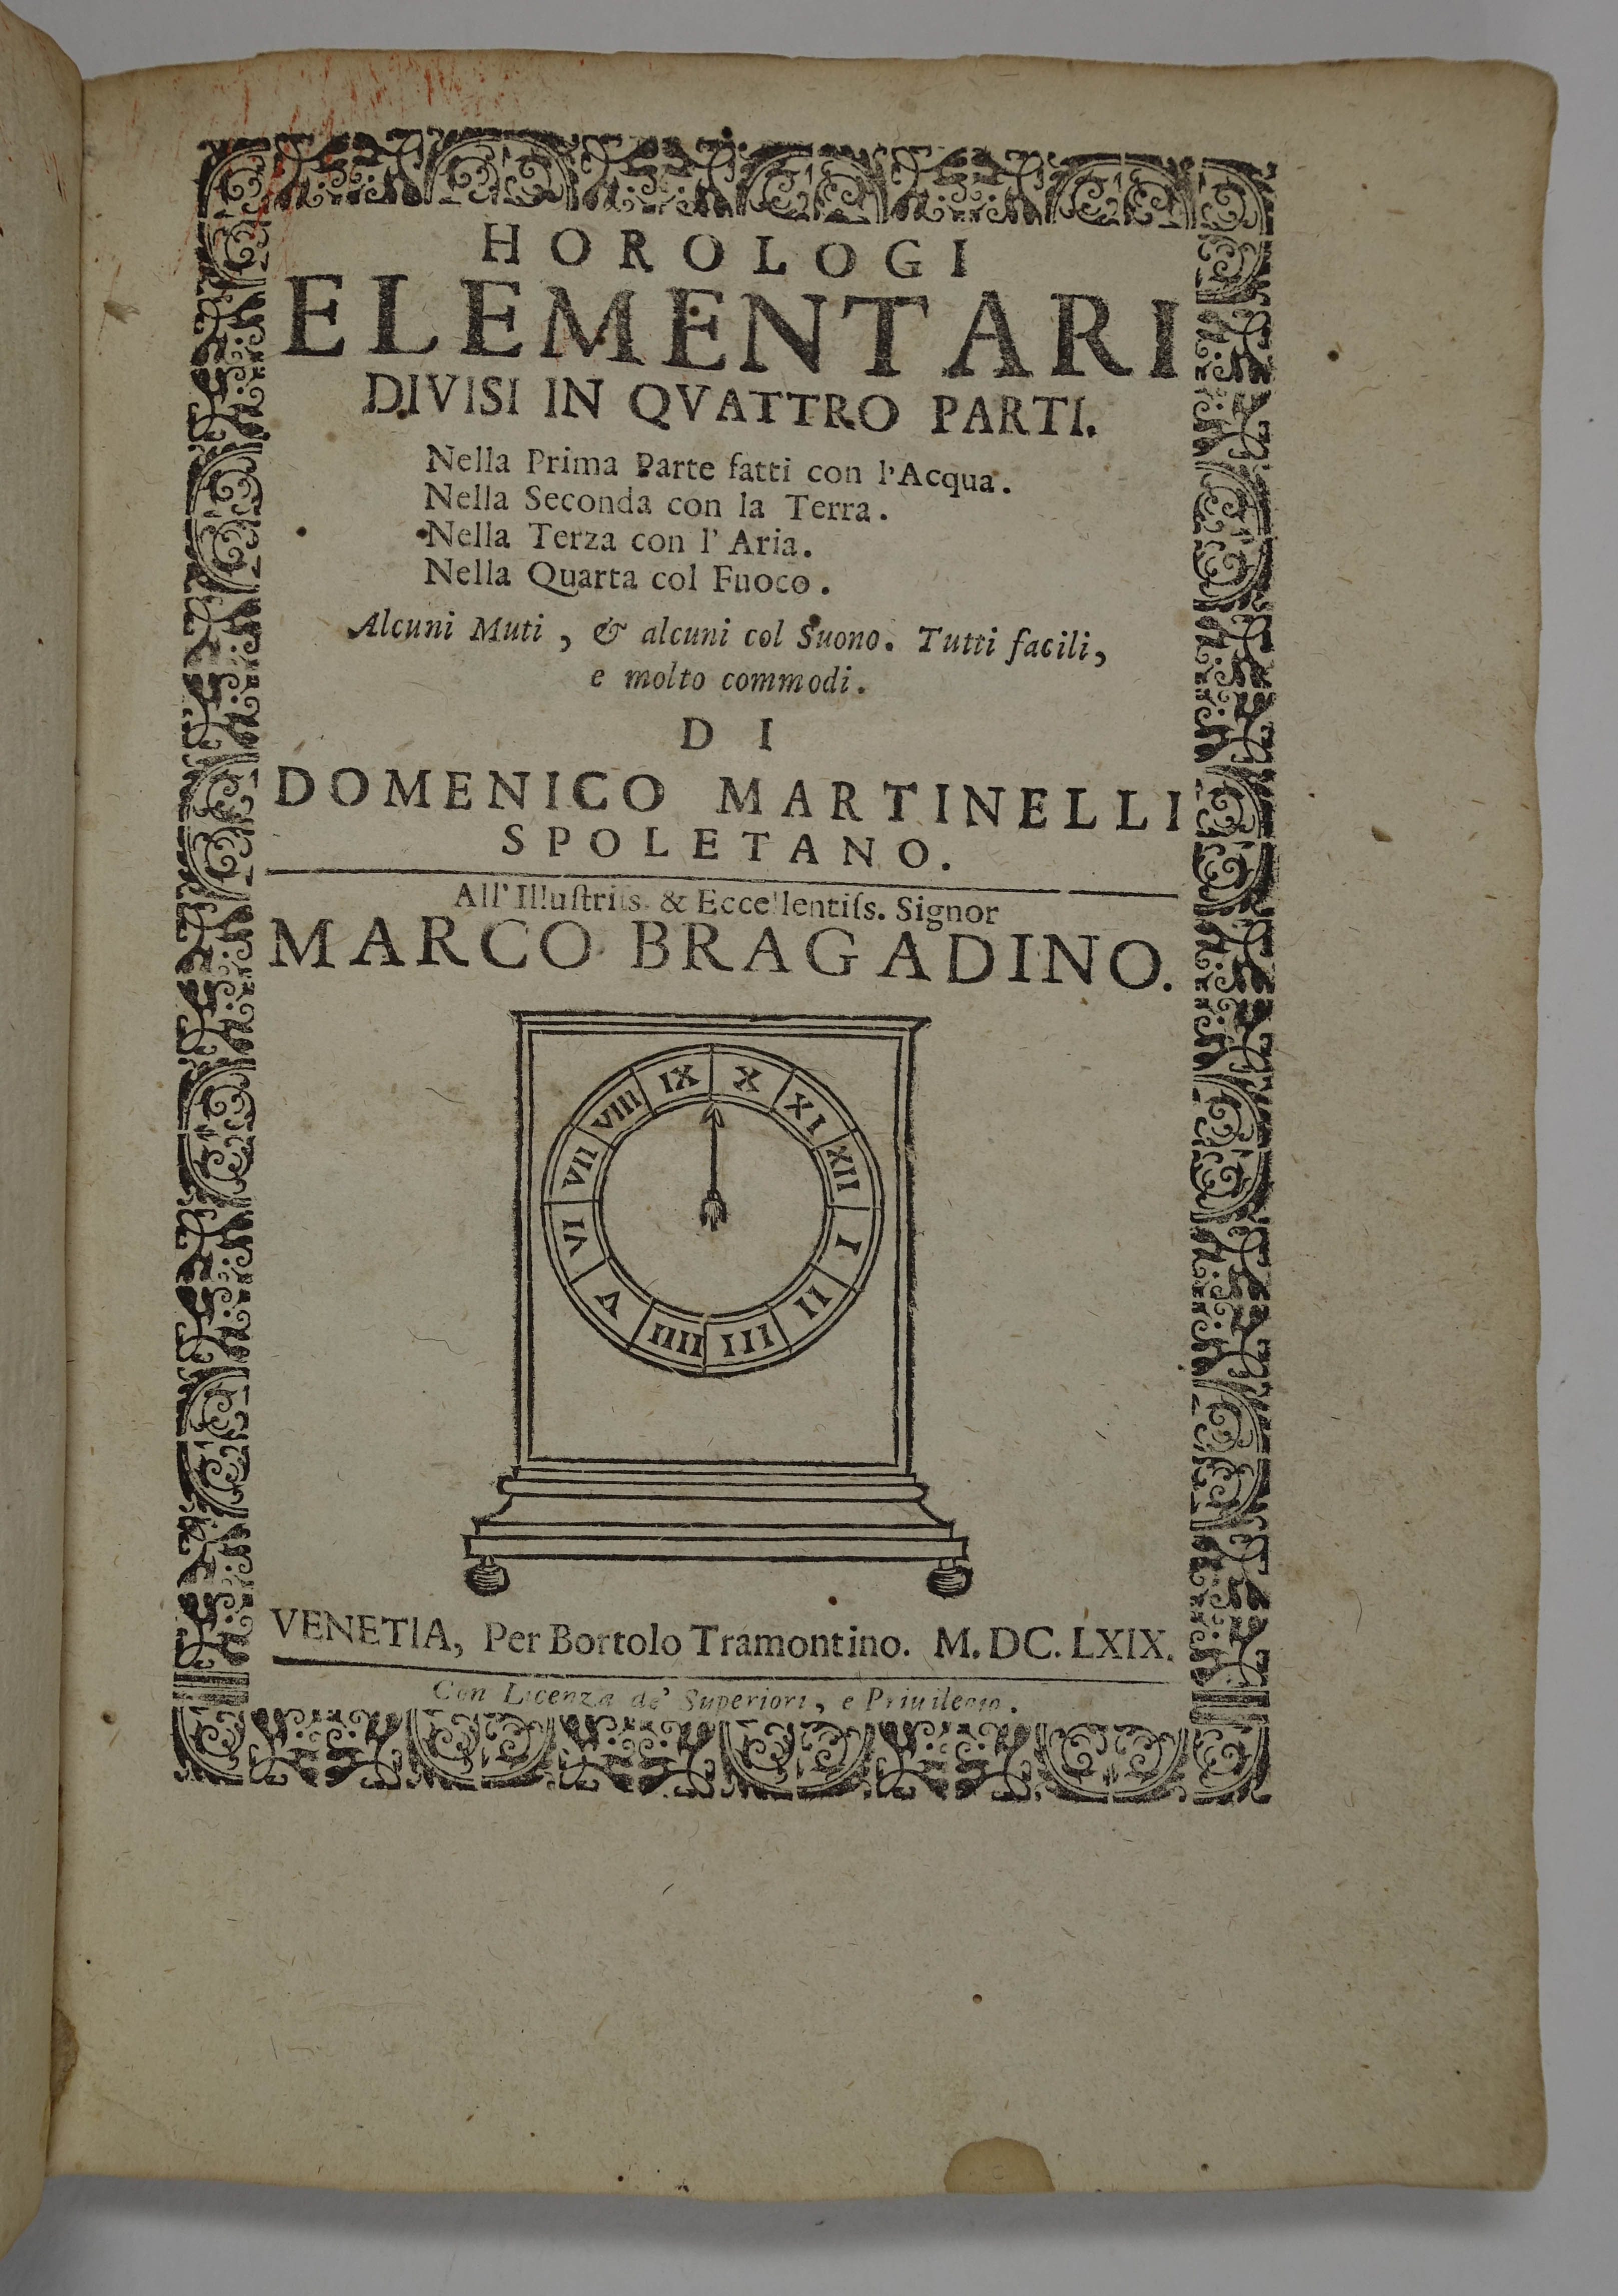 HOROLOGI
ELEMENTARI
DIVISI IN QVATTRO PARTI.
Nella Prima Parte fatti con l'Acqua.
Nella Seconda con la Terra.
Nella Terza con l' Aria.
Nella Quarta col Fuoco.
Alcuni Muti, & alcuni col Suono. Tutti facili,
e molto commodi.
DI
DOMENICO MARTINELLI
SPOLETANO.
All' Illuſtriſs. & Eccellentiſs. Signor
MARCO BRAGADINO.
IX X
VIII XI
VII XII
VI I
V II
IIII III
VENETIA, Per Bortolo Tramontino. M. DC. LXIX.
Con Licenza de' Superiori, e Priuilegio.